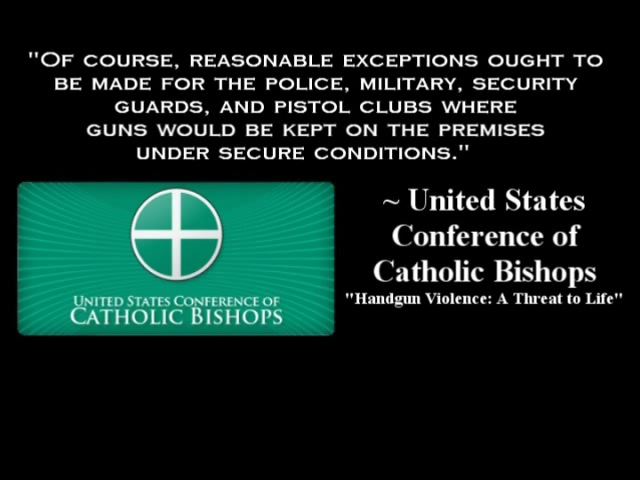 "Of course, reasonable exceptions ought to
be made for the police, military, security
guards, and pistol clubs where
guns would be kept on the premises
under secure conditions."
~ United States
Conference of
Catholic Bishops
"Handgun Violence: A Threat to Life"
United States Conference of
Catholic Bishops